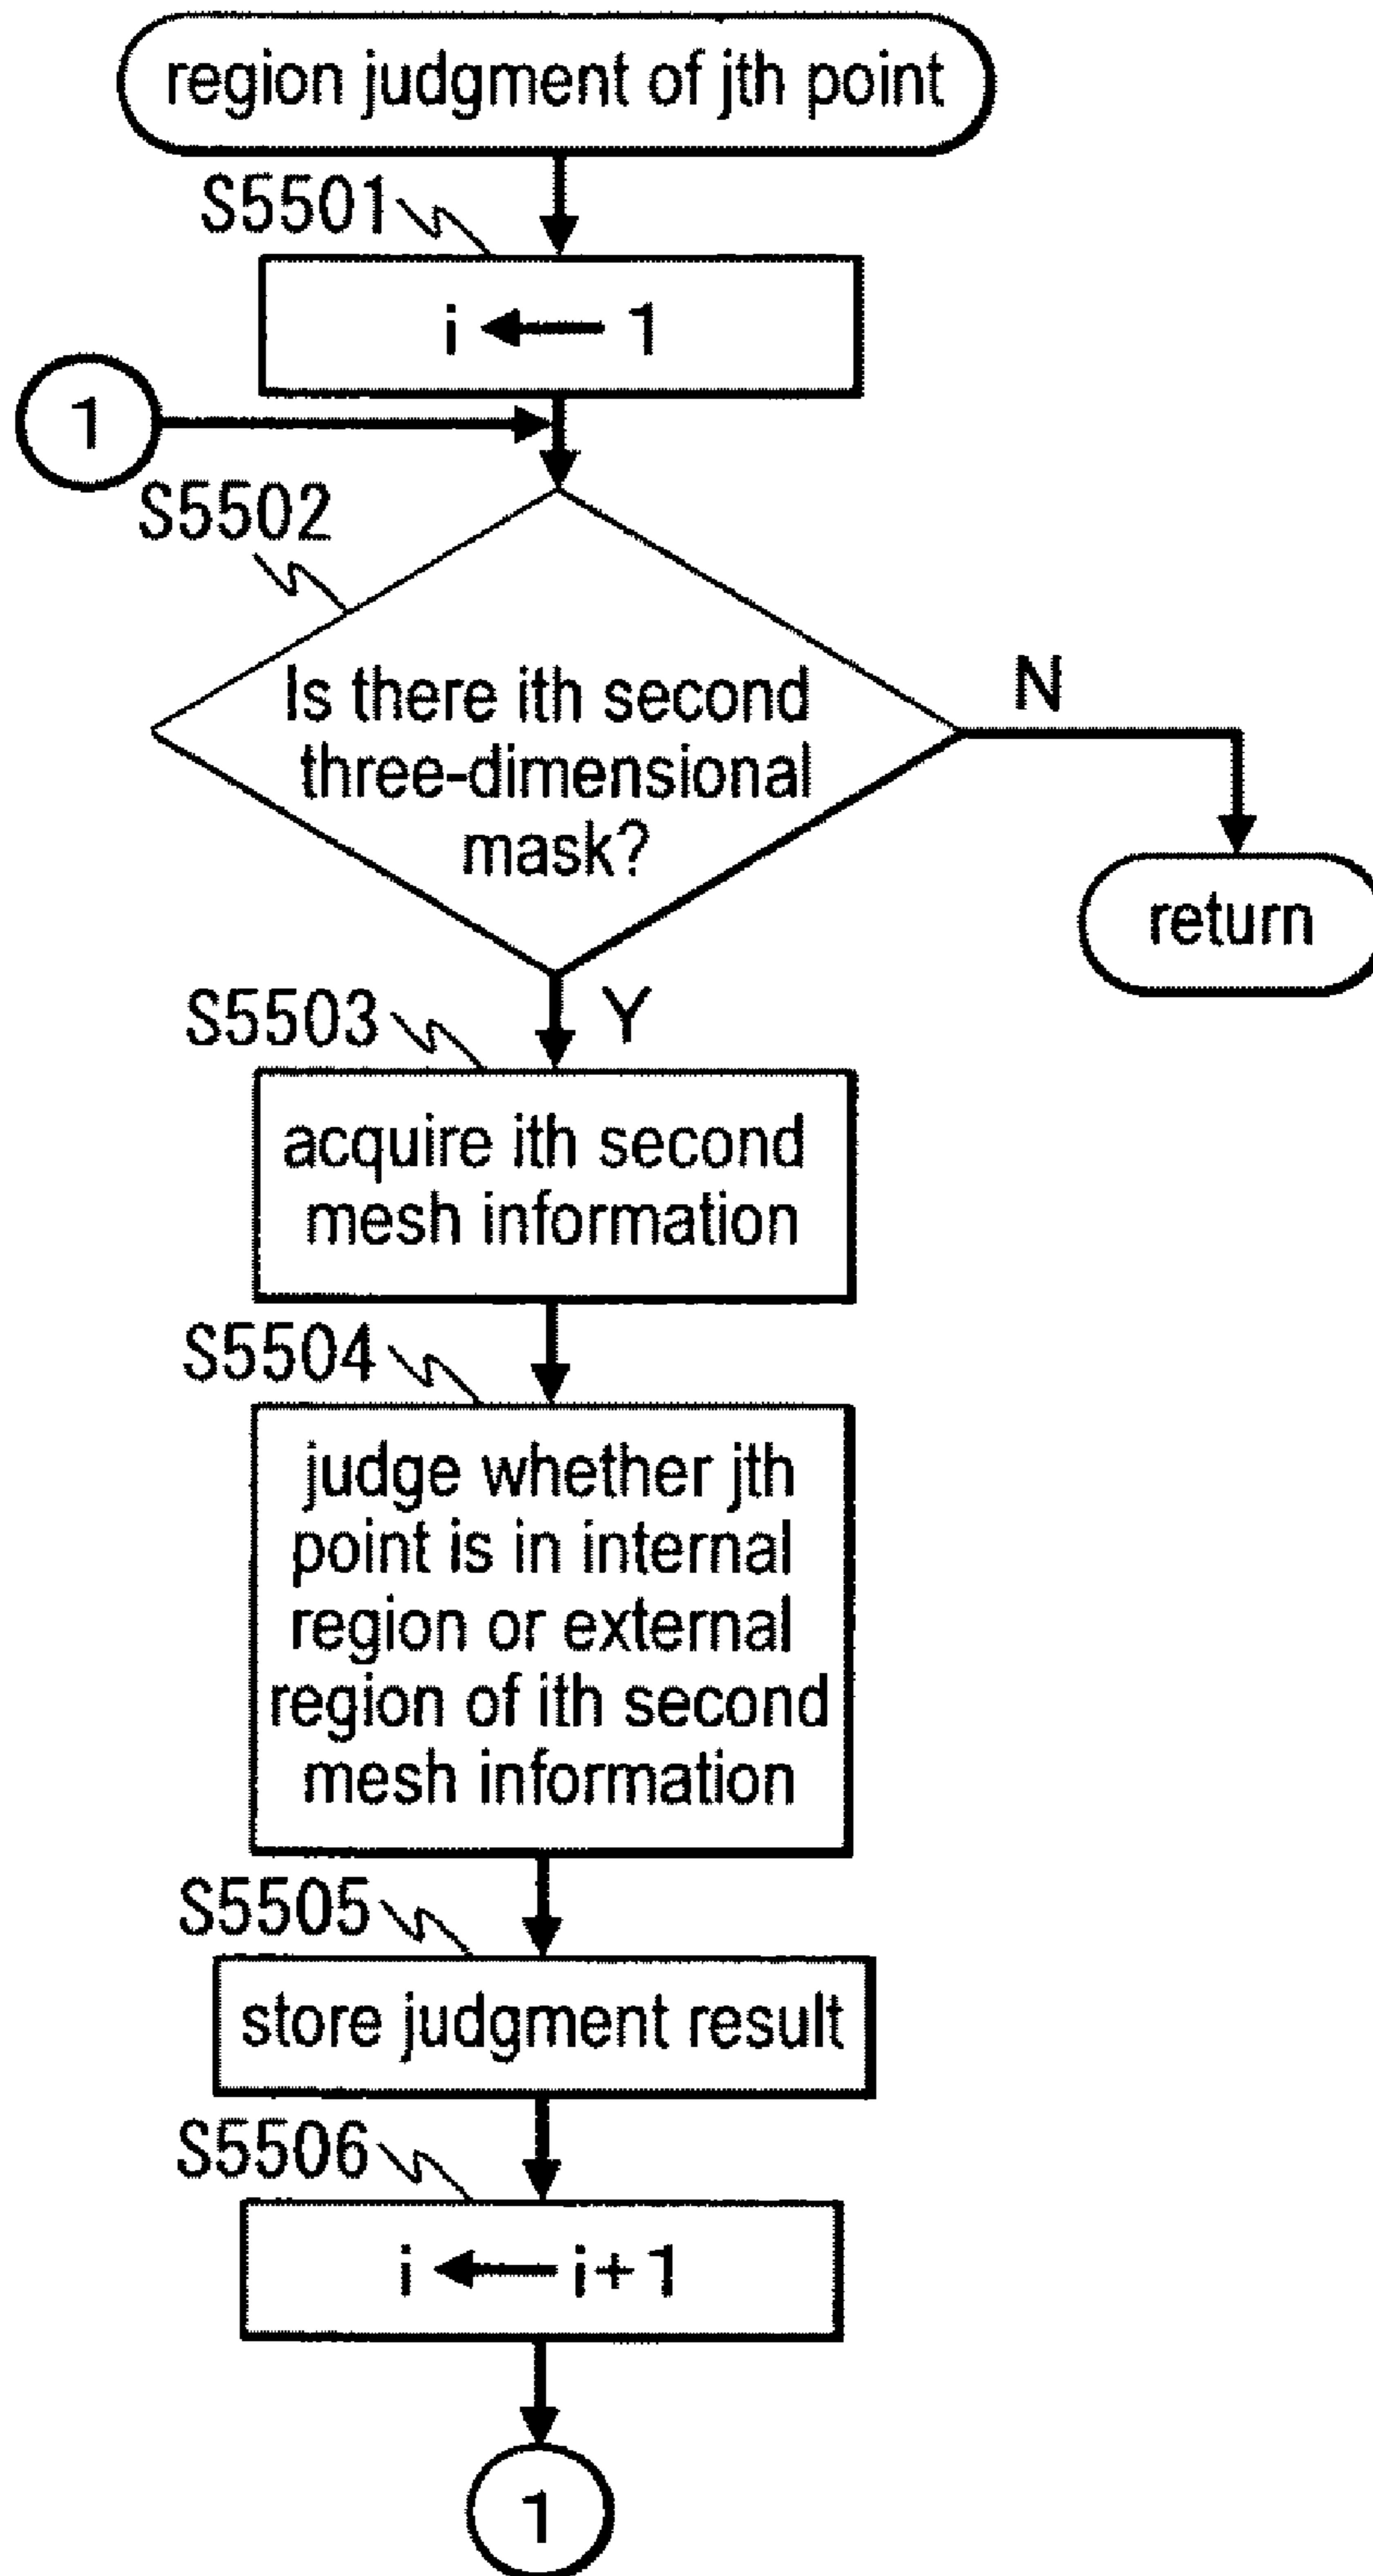 region judgment of jth point
S5501
i ← 1
1
S5502
Is there ith second
three-dimensional
mask?
N
return
Y
S5503
acquire ith second
mesh information
S5504
judge whether jth
point is in internal
region or external
region of ith second
mesh information
S5505
store judgment result
S5506
i ← i+1
1